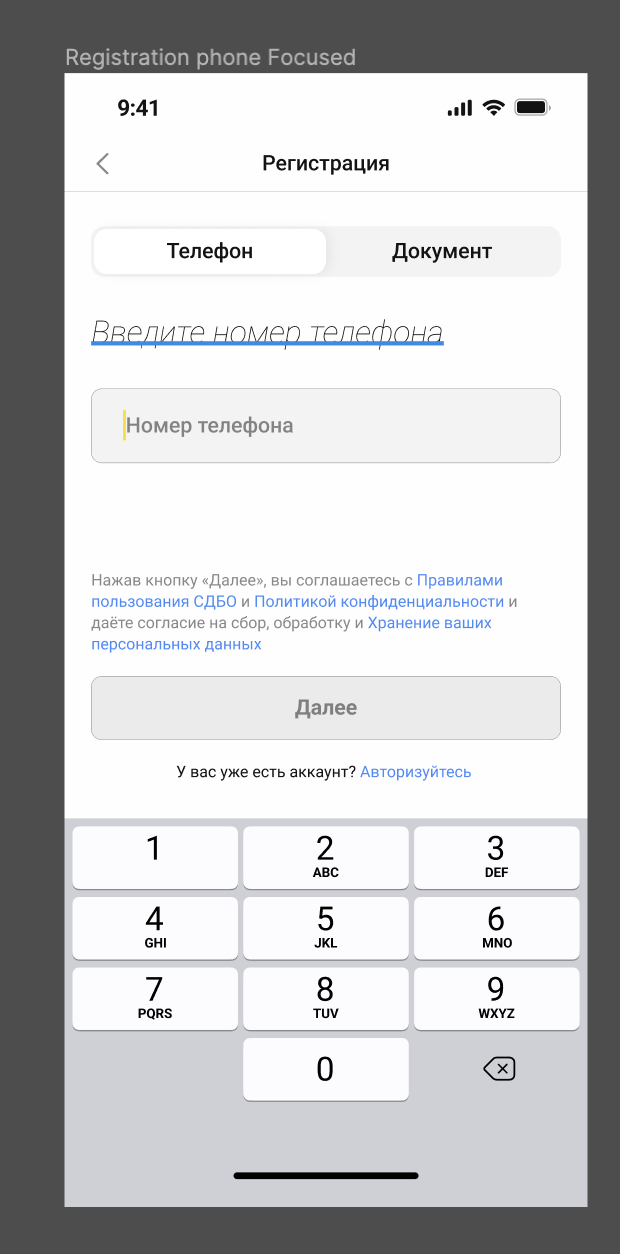 Registration phone Focused
9:41
Регистрация
Телефон
Документ
Введите номер телефона
Номер телефона
Нажав кнопку «Далее», вы соглашаетесь с Правилами
пользования СДБО и Политикой конфиденциальности и
даёте согласие на сбор, обработку и Хранение ваших
персональных данных
Далее
У вас уже есть аккаунт? Авторизуйтесь
1
2
ABC
3
DEF
4
GHI
5
JKL
6
MNO
7
PQRS
8
TUV
9
WXYZ
0